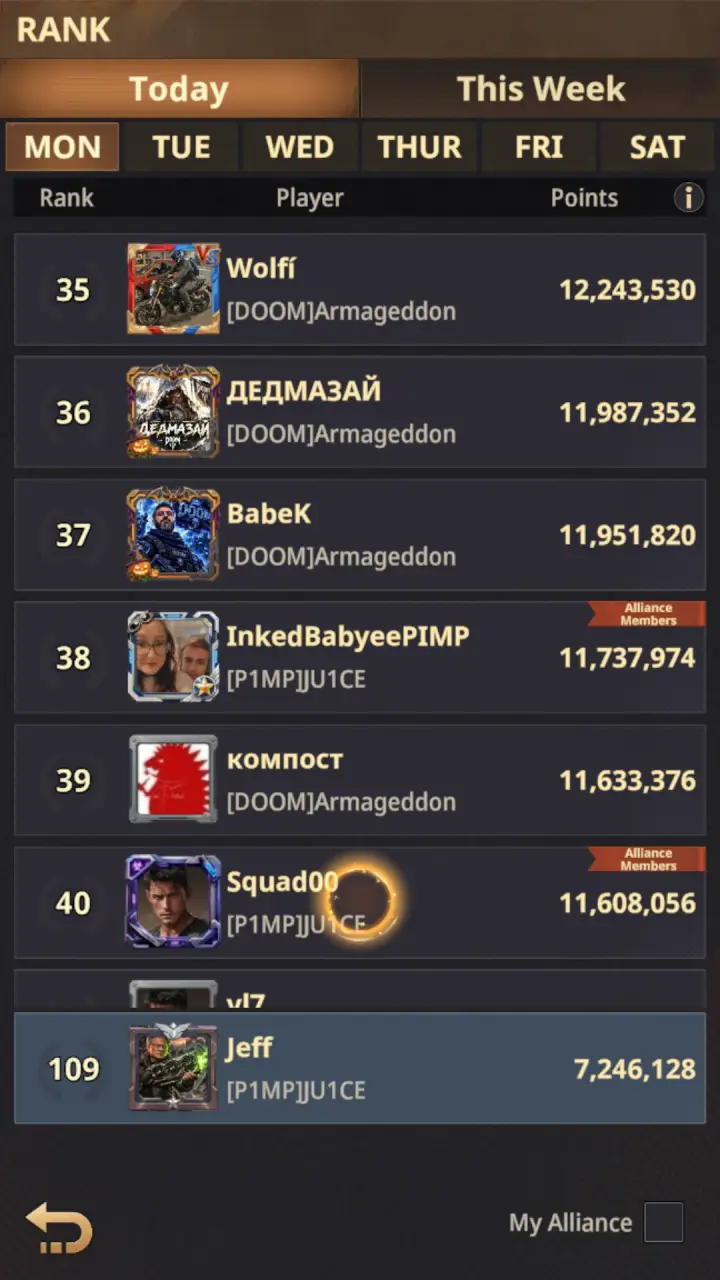 RANK
Today
This Week
MON TUE WED THUR FRI SAT
Rank Player Points
35 Wolfí 12,243,530
[DOOM]Armageddon
VS
36 ДЕДМАЗАЙ 11,987,352
[DOOM]Armageddon
ДЕДМАЗАЙ
37 BabeK 11,951,820
[DOOM]Armageddon
Alliance
Members
38 InkedBabyeePIMP 11,737,974
[P1MP]JU1CE
39 компост 11,633,376
[DOOM]Armageddon
Alliance
Members
40 Squad00 11,608,056
[P1MP]JU1CE
vl7
109 Jeff 7,246,128
[P1MP]JU1CE
My Alliance